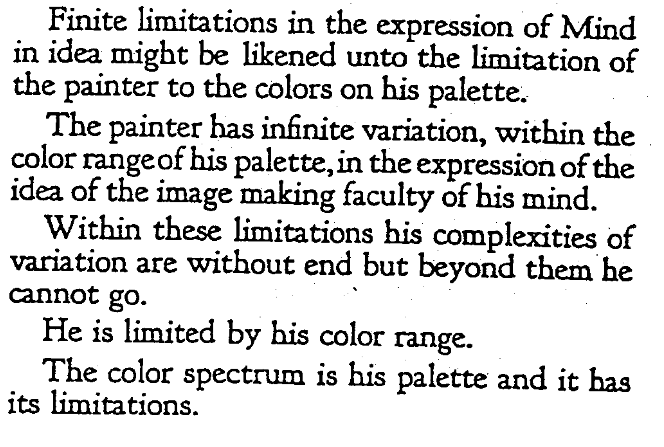 Finite limitations in the expression of Mind
in idea might be likened unto the limitation of
the painter to the colors on his palette.
The painter has infinite variation, within the
color range of his palette, in the expression of the
idea of the image making faculty of his mind.
Within these limitations his complexities of
variation are without end but beyond them he
cannot go.
He is limited by his color range.
The color spectrum is his palette and it has
its limitations.